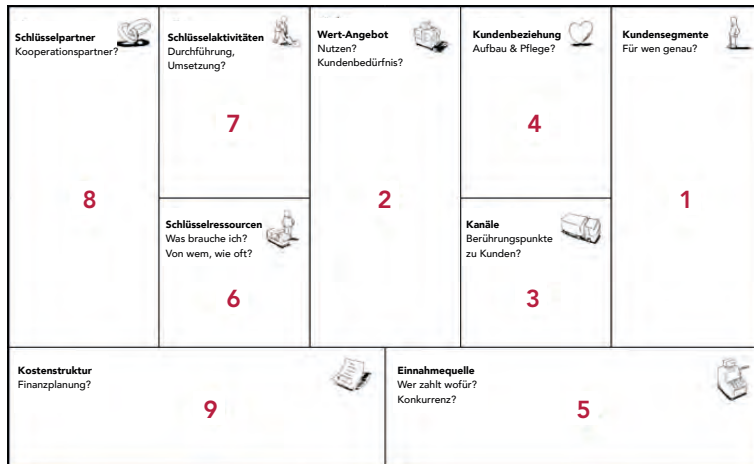 Schlüsselpartner
Kooperationspartner?
8
Schlüsselaktivitäten
Durchführung,
Umsetzung?
7
Schlüsselressourcen
Was brauche ich?
Von wem, wie oft?
6
Wert-Angebot
Nutzen?
Kundenbedürfnis?
2
Kundenbeziehung
Aufbau & Pflege?
4
Kanäle
Berührungspunkte
zu Kunden?
3
Kundensegmente
Für wen genau?
1
Kostenstruktur
Finanzplanung?
9
Einnahmequelle
Wer zahlt wofür?
Konkurrenz?
5